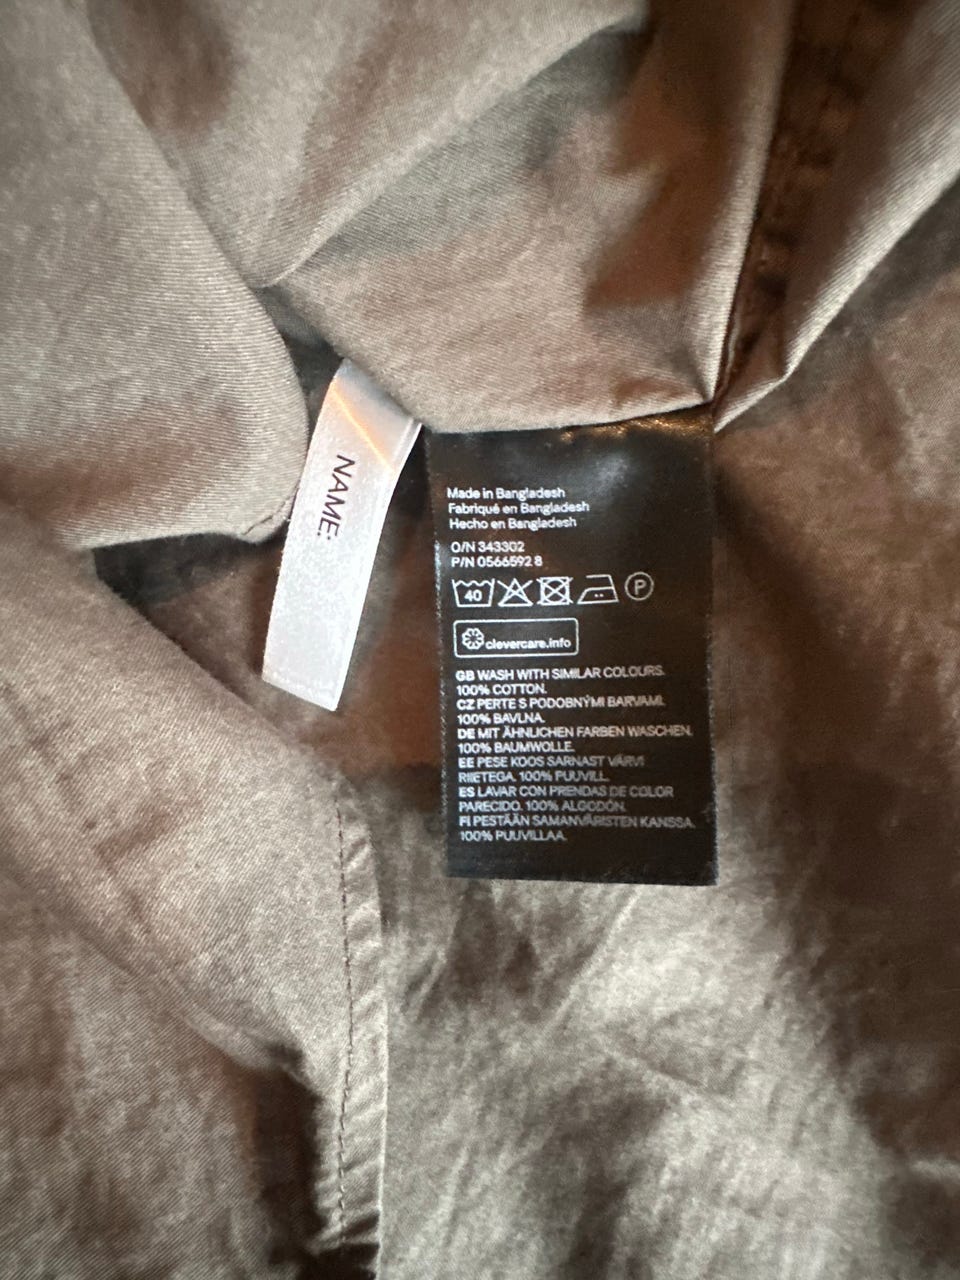 NAME:
Made in Bangladesh
Fabriqué en Bangladesh
Hecho en Bangladesh
O/N 343302
P/N 0566592 8
40
P
clevercare.info
GB WASH WITH SIMILAR COLOURS.
100% COTTON.
CZ PERTE S PODOBNÝMI BARVAMI.
100% BAVLNA.
DE MIT ÄHNLICHEN FARBEN WASCHEN.
100% BAUMWOLLE.
EE PESE KOOS SARNAST VÄRVI
RIIETEGA. 100% PUUVILL.
ES LAVAR CON PRENDAS DE COLOR
PARECIDO. 100% ALGODÓN.
FI PESTÄÄN SAMANVÄRISTEN KANSSA.
100% PUUVILLAA.